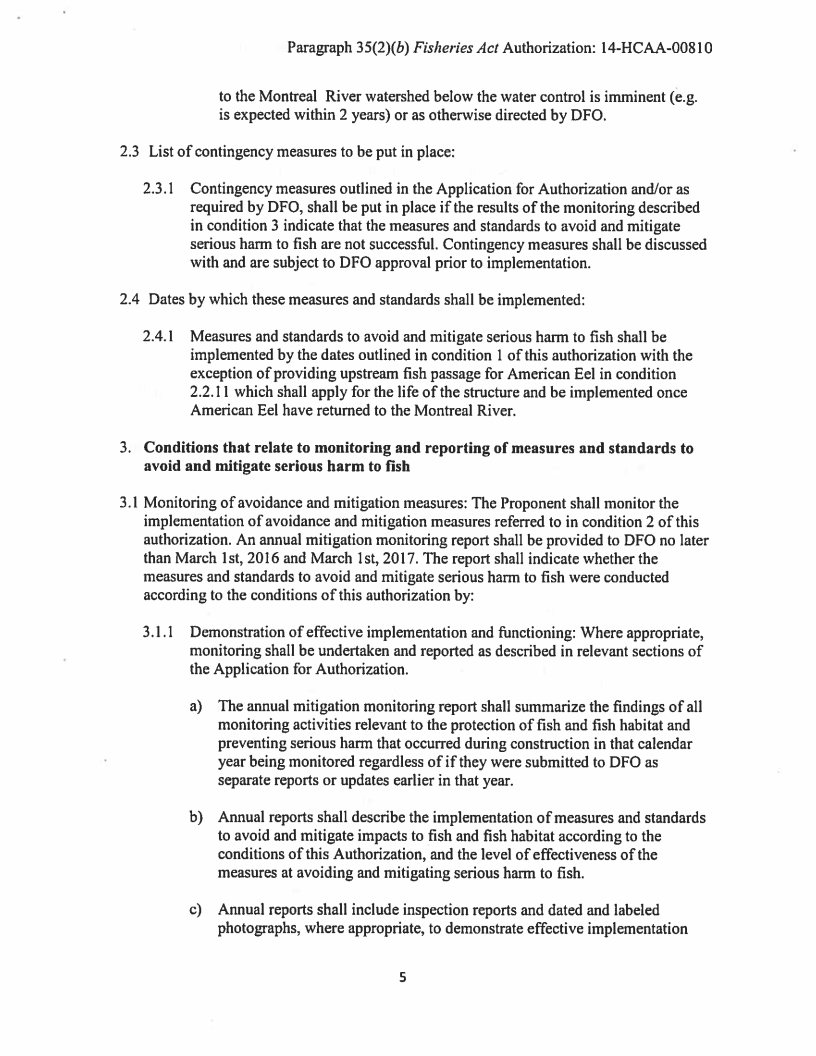 Paragraph 35(2)(b) Fisheries Act Authorization: 14-HCAA-00810
to the Montreal River watershed below the water control is imminent (e.g.
is expected within 2 years) or as otherwise directed by DFO.
2.3 List of contingency measures to be put in place:
2.3.1 Contingency measures outlined in the Application for Authorization and/or as
required by DFO, shall be put in place if the results of the monitoring described
in condition 3 indicate that the measures and standards to avoid and mitigate
serious harm to fish are not successful. Contingency measures shall be discussed
with and are subject to DFO approval prior to implementation.
2.4 Dates by which these measures and standards shall be implemented:
2.4.1 Measures and standards to avoid and mitigate serious harm to fish shall be
implemented by the dates outlined in condition 1 of this authorization with the
exception of providing upstream fish passage for American Eel in condition
2.2.11 which shall apply for the life of the structure and be implemented once
American Eel have returned to the Montreal River.
3. Conditions that relate to monitoring and reporting of measures and standards to
avoid and mitigate serious harm to fish
3.1 Monitoring of avoidance and mitigation measures: The Proponent shall monitor the
implementation of avoidance and mitigation measures referred to in condition 2 of this
authorization. An annual mitigation monitoring report shall be provided to DFO no later
than March 1st, 2016 and March 1st, 2017. The report shall indicate whether the
measures and standards to avoid and mitigate serious harm to fish were conducted
according to the conditions of this authorization by:
3.1.1 Demonstration of effective implementation and functioning: Where appropriate,
monitoring shall be undertaken and reported as described in relevant sections of
the Application for Authorization.
a) The annual mitigation monitoring report shall summarize the findings of all
monitoring activities relevant to the protection of fish and fish habitat and
preventing serious harm that occurred during construction in that calendar
year being monitored regardless of if they were submitted to DFO as
separate reports or updates earlier in that year.
b) Annual reports shall describe the implementation of measures and standards
to avoid and mitigate impacts to fish and fish habitat according to the
conditions of this Authorization, and the level of effectiveness of the
measures at avoiding and mitigating serious harm to fish.
c) Annual reports shall include inspection reports and dated and labeled
photographs, where appropriate, to demonstrate effective implementation
5